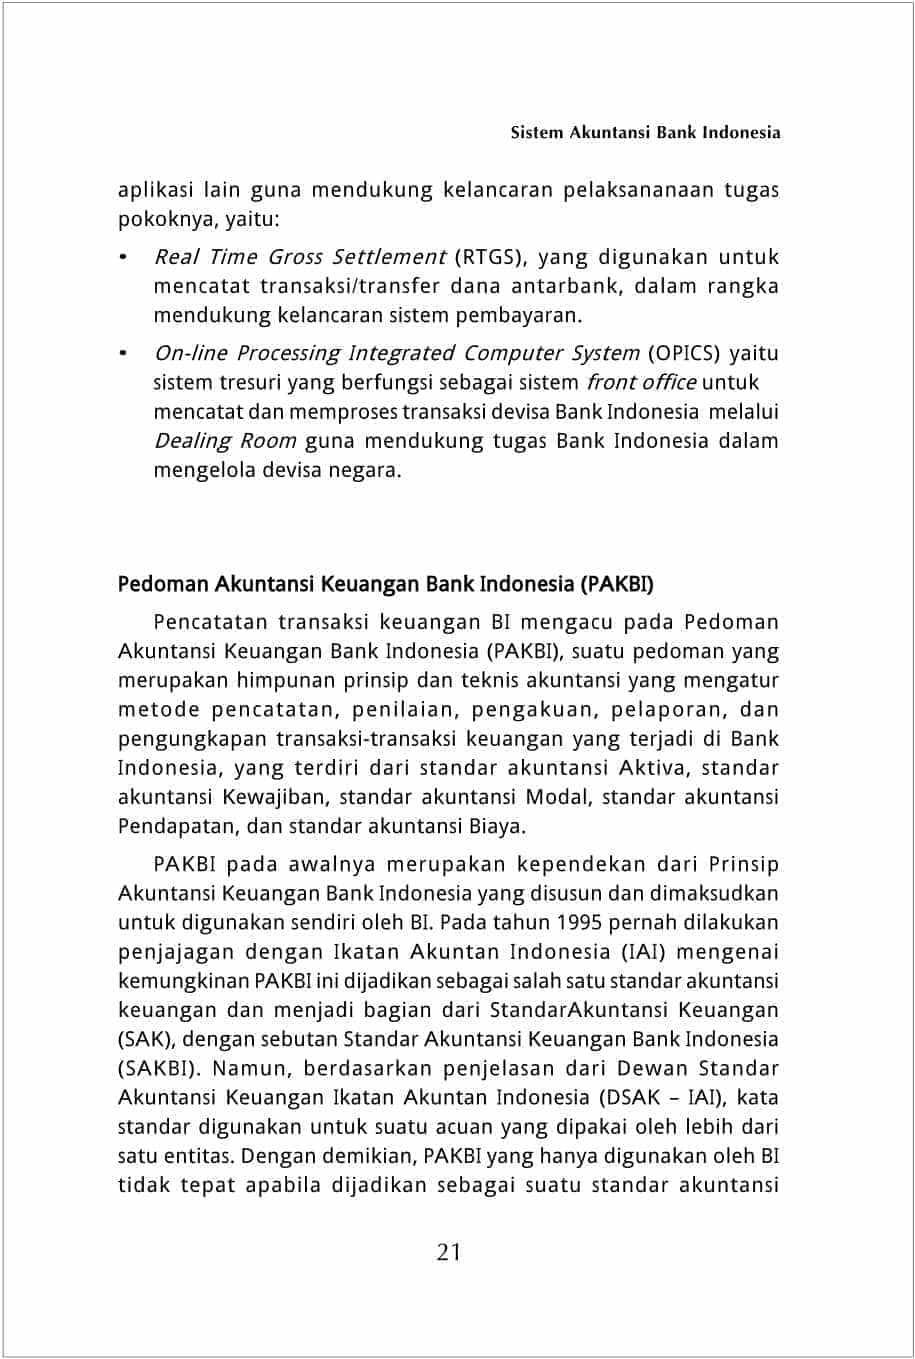 Sistem Akuntansi Bank Indonesia
aplikasi lain guna mendukung kelancaran pelaksananaan tugas
pokoknya, yaitu:
• Real Time Gross Settlement (RTGS), yang digunakan untuk
mencatat transaksi/transfer dana antarbank, dalam rangka
mendukung kelancaran sistem pembayaran.
• On-line Processing Integrated Computer System (OPICS) yaitu
sistem tresuri yang berfungsi sebagai sistem front office untuk
mencatat dan memproses transaksi devisa Bank Indonesia melalui
Dealing Room guna mendukung tugas Bank Indonesia dalam
mengelola devisa negara.
Pedoman Akuntansi Keuangan Bank Indonesia (PAKBI)
Pencatatan transaksi keuangan BI mengacu pada Pedoman
Akuntansi Keuangan Bank Indonesia (PAKBI), suatu pedoman yang
merupakan himpunan prinsip dan teknis akuntansi yang mengatur
metode pencatatan, penilaian, pengakuan, pelaporan, dan
pengungkapan transaksi-transaksi keuangan yang terjadi di Bank
Indonesia, yang terdiri dari standar akuntansi Aktiva, standar
akuntansi Kewajiban, standar akuntansi Modal, standar akuntansi
Pendapatan, dan standar akuntansi Biaya.
PAKBI pada awalnya merupakan kependekan dari Prinsip
Akuntansi Keuangan Bank Indonesia yang disusun dan dimaksudkan
untuk digunakan sendiri oleh BI. Pada tahun 1995 pernah dilakukan
penjajagan dengan Ikatan Akuntan Indonesia (IAI) mengenai
kemungkinan PAKBI ini dijadikan sebagai salah satu standar akuntansi
keuangan dan menjadi bagian dari StandarAkuntansi Keuangan
(SAK), dengan sebutan Standar Akuntansi Keuangan Bank Indonesia
(SAKBI). Namun, berdasarkan penjelasan dari Dewan Standar
Akuntansi Keuangan Ikatan Akuntan Indonesia (DSAK – IAI), kata
standar digunakan untuk suatu acuan yang dipakai oleh lebih dari
satu entitas. Dengan demikian, PAKBI yang hanya digunakan oleh BI
tidak tepat apabila dijadikan sebagai suatu standar akuntansi
21